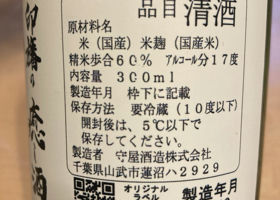 品目 清酒
原材料名
米(国産)米麹(国産米)
精米歩合60% アルコール分17度
内容量 300ml
製造年月 枠下に記載
保存方法 要冷蔵(10度以下)
開封後は、5℃以下で
保存してください。
製造者 守屋酒造株式会社
千葉県山武市蓮沼ハ2929
オリジナル
ラベル
製造年月
の
酒